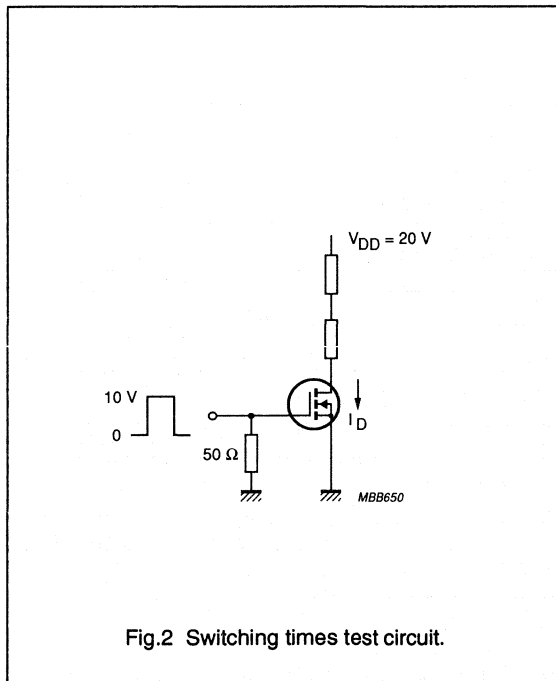 V_DD = 20 V
10 V
0
I_D
50 Ω
MBB650
Fig.2 Switching times test circuit.